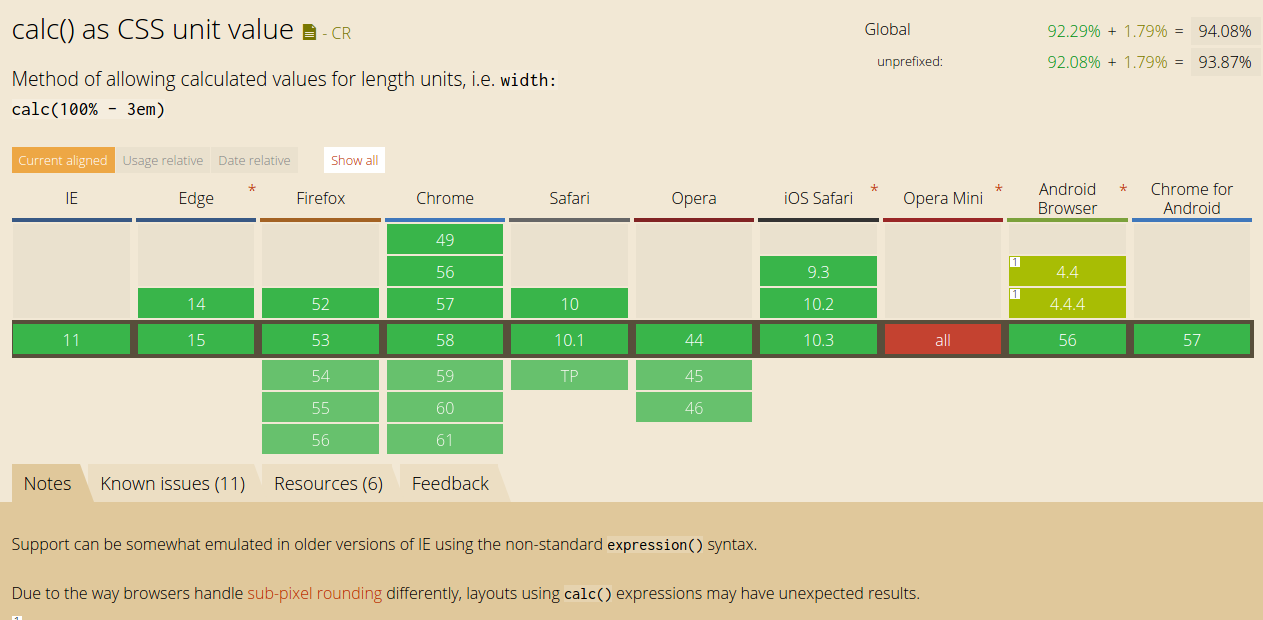 calc() as CSS unit value - CR
Global 92.29% + 1.79% = 94.08%
unprefixed: 92.08% + 1.79% = 93.87%
Method of allowing calculated values for length units, i.e. width:
calc(100% - 3em)
Current aligned Usage relative Date relative Show all
IE Edge * Firefox Chrome Safari Opera iOS Safari * Opera Mini * Android Browser * Chrome for Android
49
56 9.3 1 4.4
14 52 57 10 10.2 1 4.4.4
11 15 53 58 10.1 44 10.3 all 56 57
54 59 TP 45
55 60 46
56 61
Notes Known issues (11) Resources (6) Feedback
Support can be somewhat emulated in older versions of IE using the non-standard expression() syntax.
Due to the way browsers handle sub-pixel rounding differently, layouts using calc() expressions may have unexpected results.
1